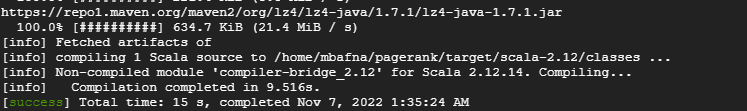 https://repo1.maven.org/maven2/org/lz4/lz4-java/1.7.1/lz4-java-1.7.1.jar
100.0% [##########] 634.7 KiB (21.4 MiB / s)
[info] Fetched artifacts of
[info] compiling 1 Scala source to /home/mbafna/pagerank/target/scala-2.12/classes ...
[info] Non-compiled module 'compiler-bridge_2.12' for Scala 2.12.14. Compiling...
[info]   Compilation completed in 9.516s.
[success] Total time: 15 s, completed Nov 7, 2022 1:35:24 AM